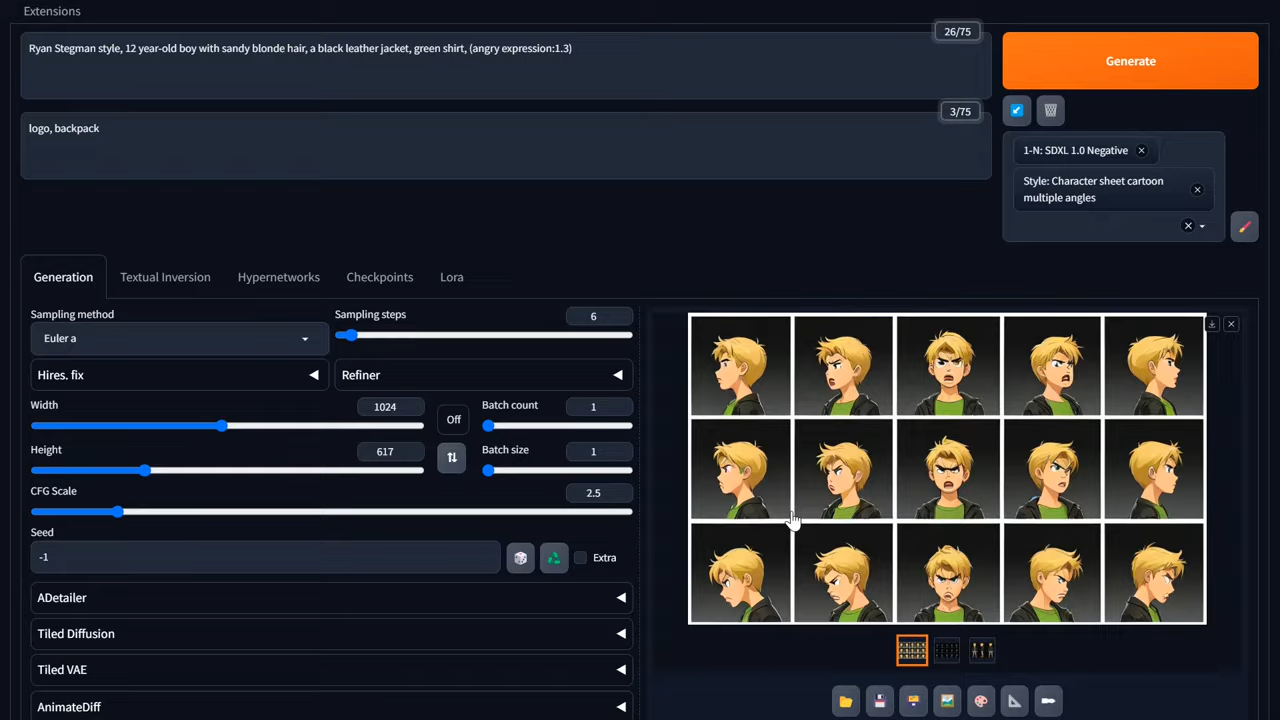 Extensions
Ryan Stegman style, 12 year-old boy with sandy blonde hair, a black leather jacket, green shirt, (angry expression:1.3)
26/75
Generate
logo, backpack
3/75
1-N: SDXL 1.0 Negative
Style: Character sheet cartoon
multiple angles
Generation
Textual Inversion
Hypernetworks
Checkpoints
Lora
Sampling method
Euler a
Sampling steps
6
Hires. fix
Refiner
Width
1024
Height
617
Off
Batch count
1
Batch size
1
CFG Scale
2.5
Seed
-1
Extra
ADetailer
Tiled Diffusion
Tiled VAE
AnimateDiff